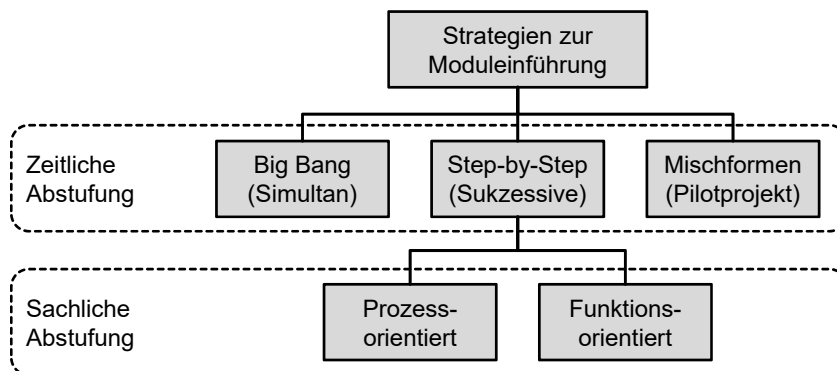 Strategien zur
Moduleinführung
Zeitliche
Abstufung
Big Bang
(Simultan)
Step-by-Step
(Sukzessive)
Mischformen
(Pilotprojekt)
Sachliche
Abstufung
Prozess-
orientiert
Funktions-
orientiert